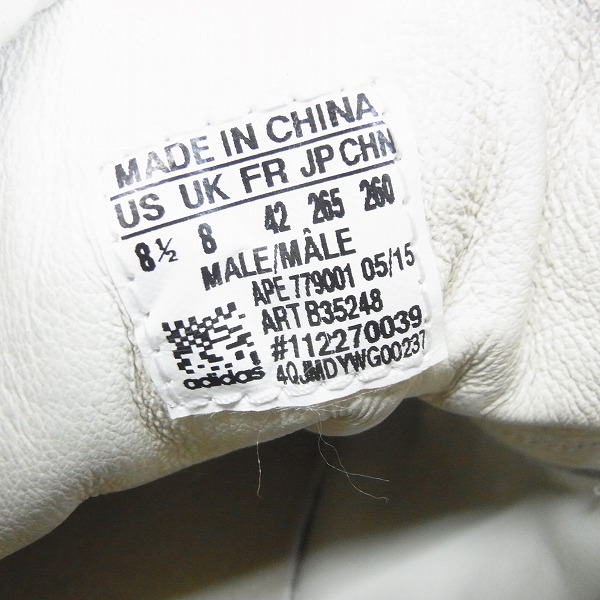 MADE IN CHINA
US UK FR JP CHN
8½ 8 42 265 260
MALE/MÂLE
APE 779001 05/15
ART B35248
#112270039
4QJMDYWG00237
adidas